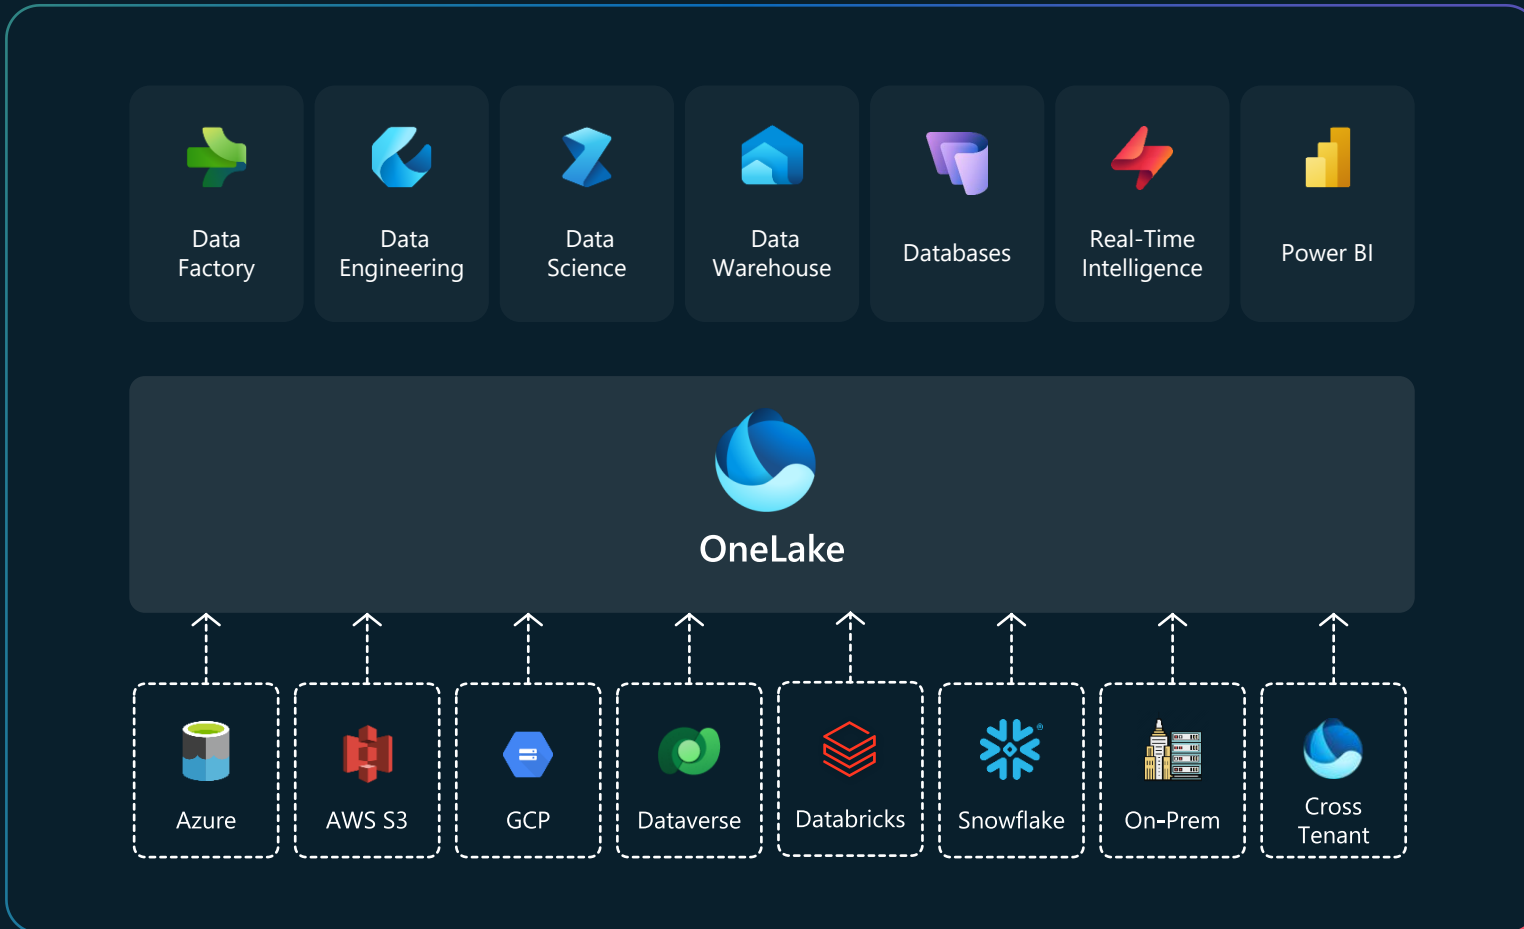 Data
Factory
Data
Engineering
Data
Science
Data
Warehouse
Databases
Real-Time
Intelligence
Power BI
OneLake
Azure
AWS S3
GCP
Dataverse
Databricks
Snowflake
®
On-Prem
Cross
Tenant